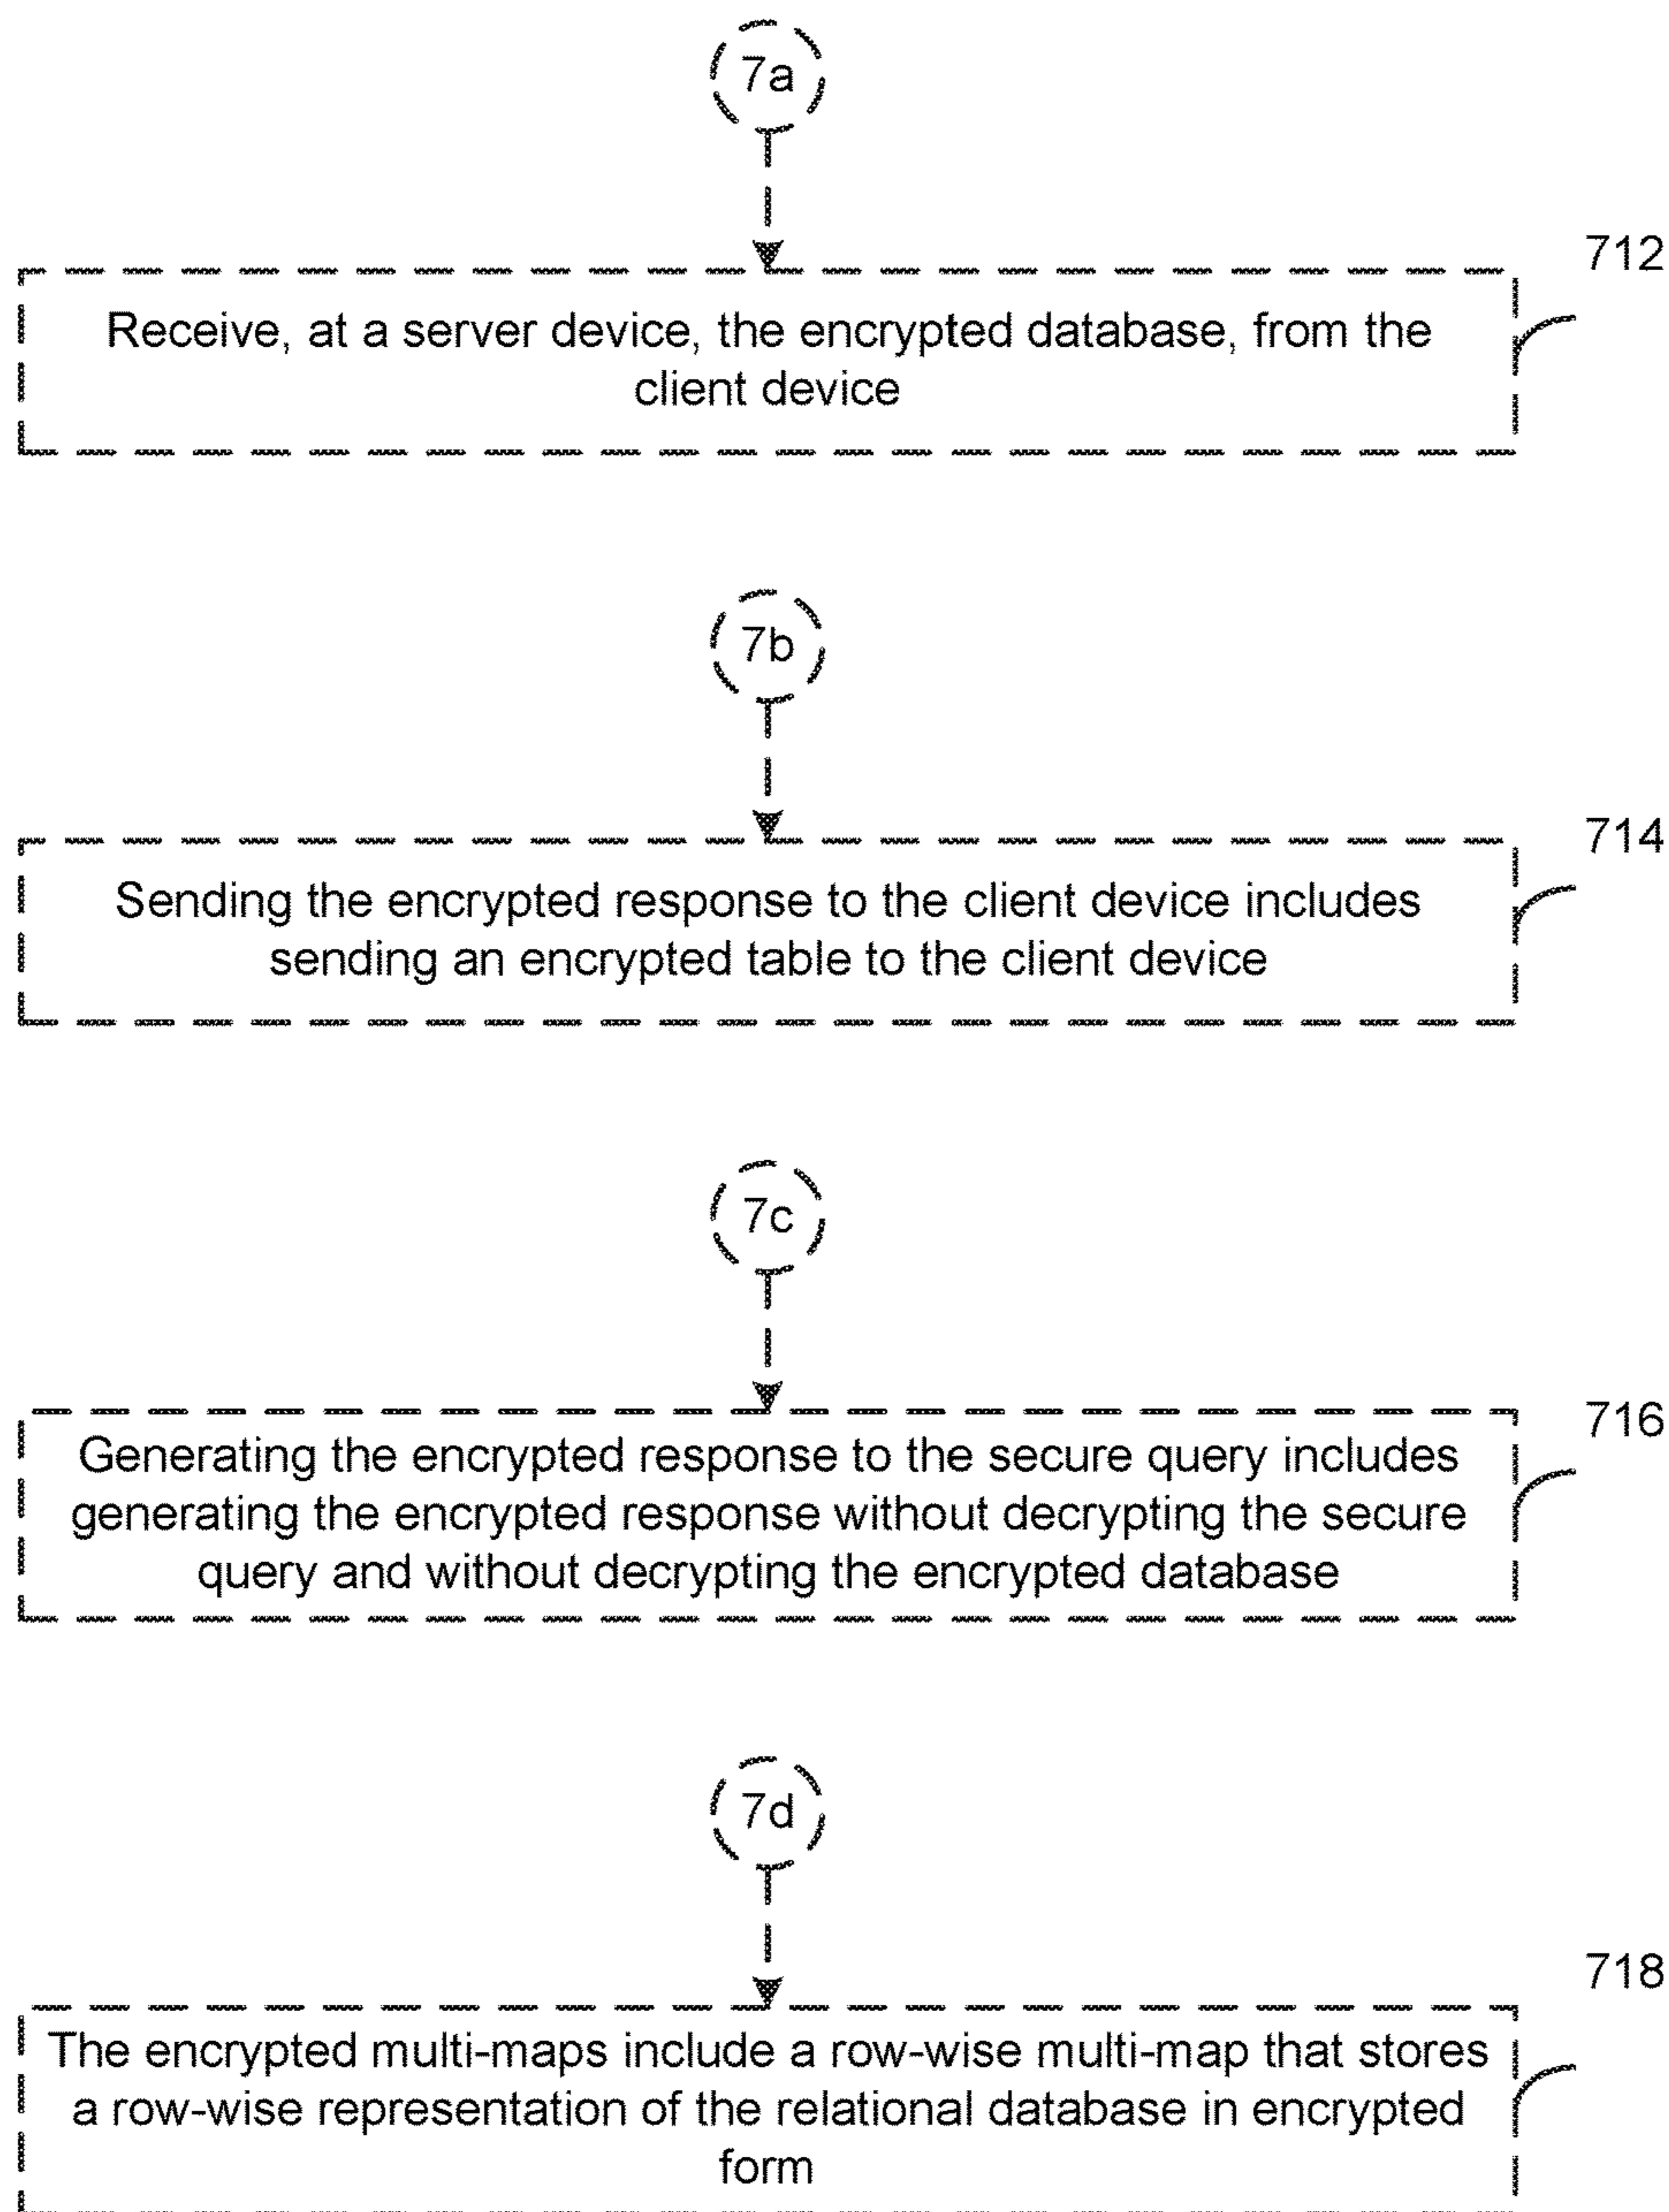 7a
712
Receive, at a server device, the encrypted database, from the
client device
7b
714
Sending the encrypted response to the client device includes
sending an encrypted table to the client device
7c
716
Generating the encrypted response to the secure query includes
generating the encrypted response without decrypting the secure
query and without decrypting the encrypted database
7d
718
The encrypted multi-maps include a row-wise multi-map that stores
a row-wise representation of the relational database in encrypted
form